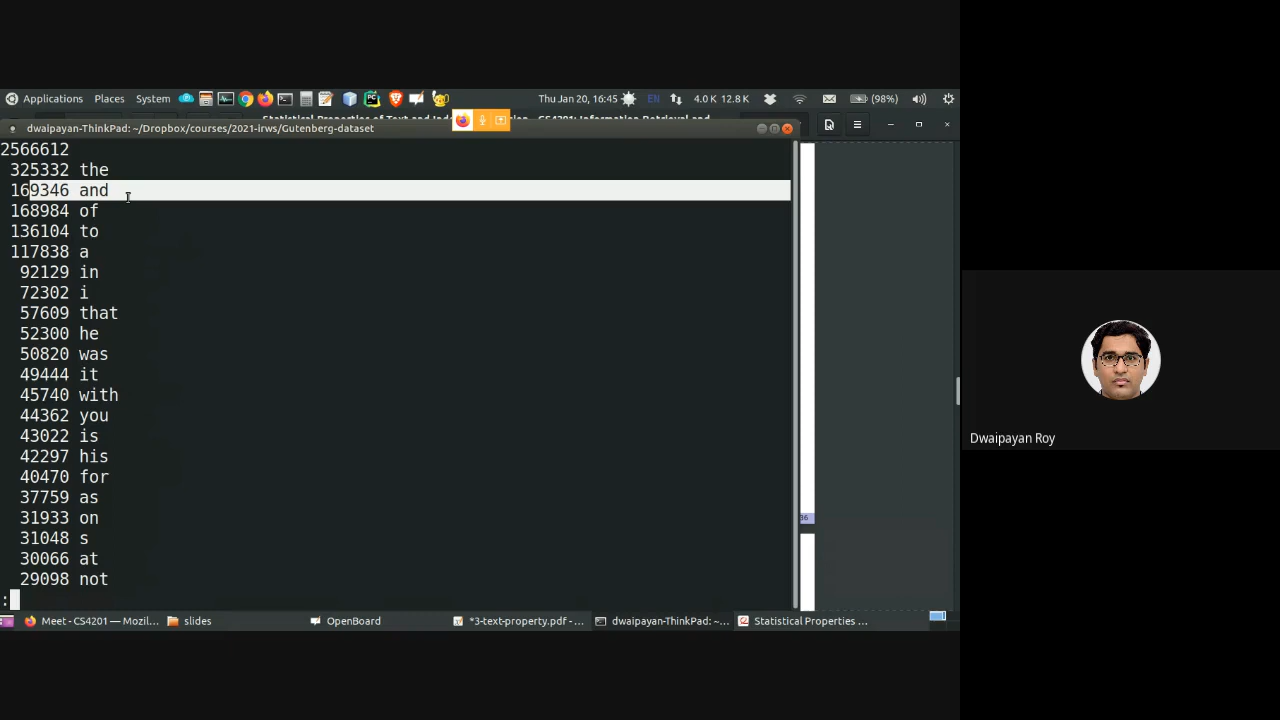 Applications Places System Thu Jan 20, 16:45 EN 4.0 K 12.8 K (98%)
dwaipayan-ThinkPad: ~/Dropbox/courses/2021-irws/Gutenberg-dataset
2566612
325332 the
169346 and
168984 of
136104 to
117838 a
92129 in
72302 i
57609 that
52300 he
50820 was
49444 it
45740 with
44362 you
43022 is
42297 his
40470 for
37759 as
31933 on
31048 s
30066 at
29098 not
:
36
Dwaipayan Roy
Meet - CS4201 — Mozil... slides OpenBoard *3-text-property.pdf - ... dwaipayan-ThinkPad: ~... Statistical Properties ...